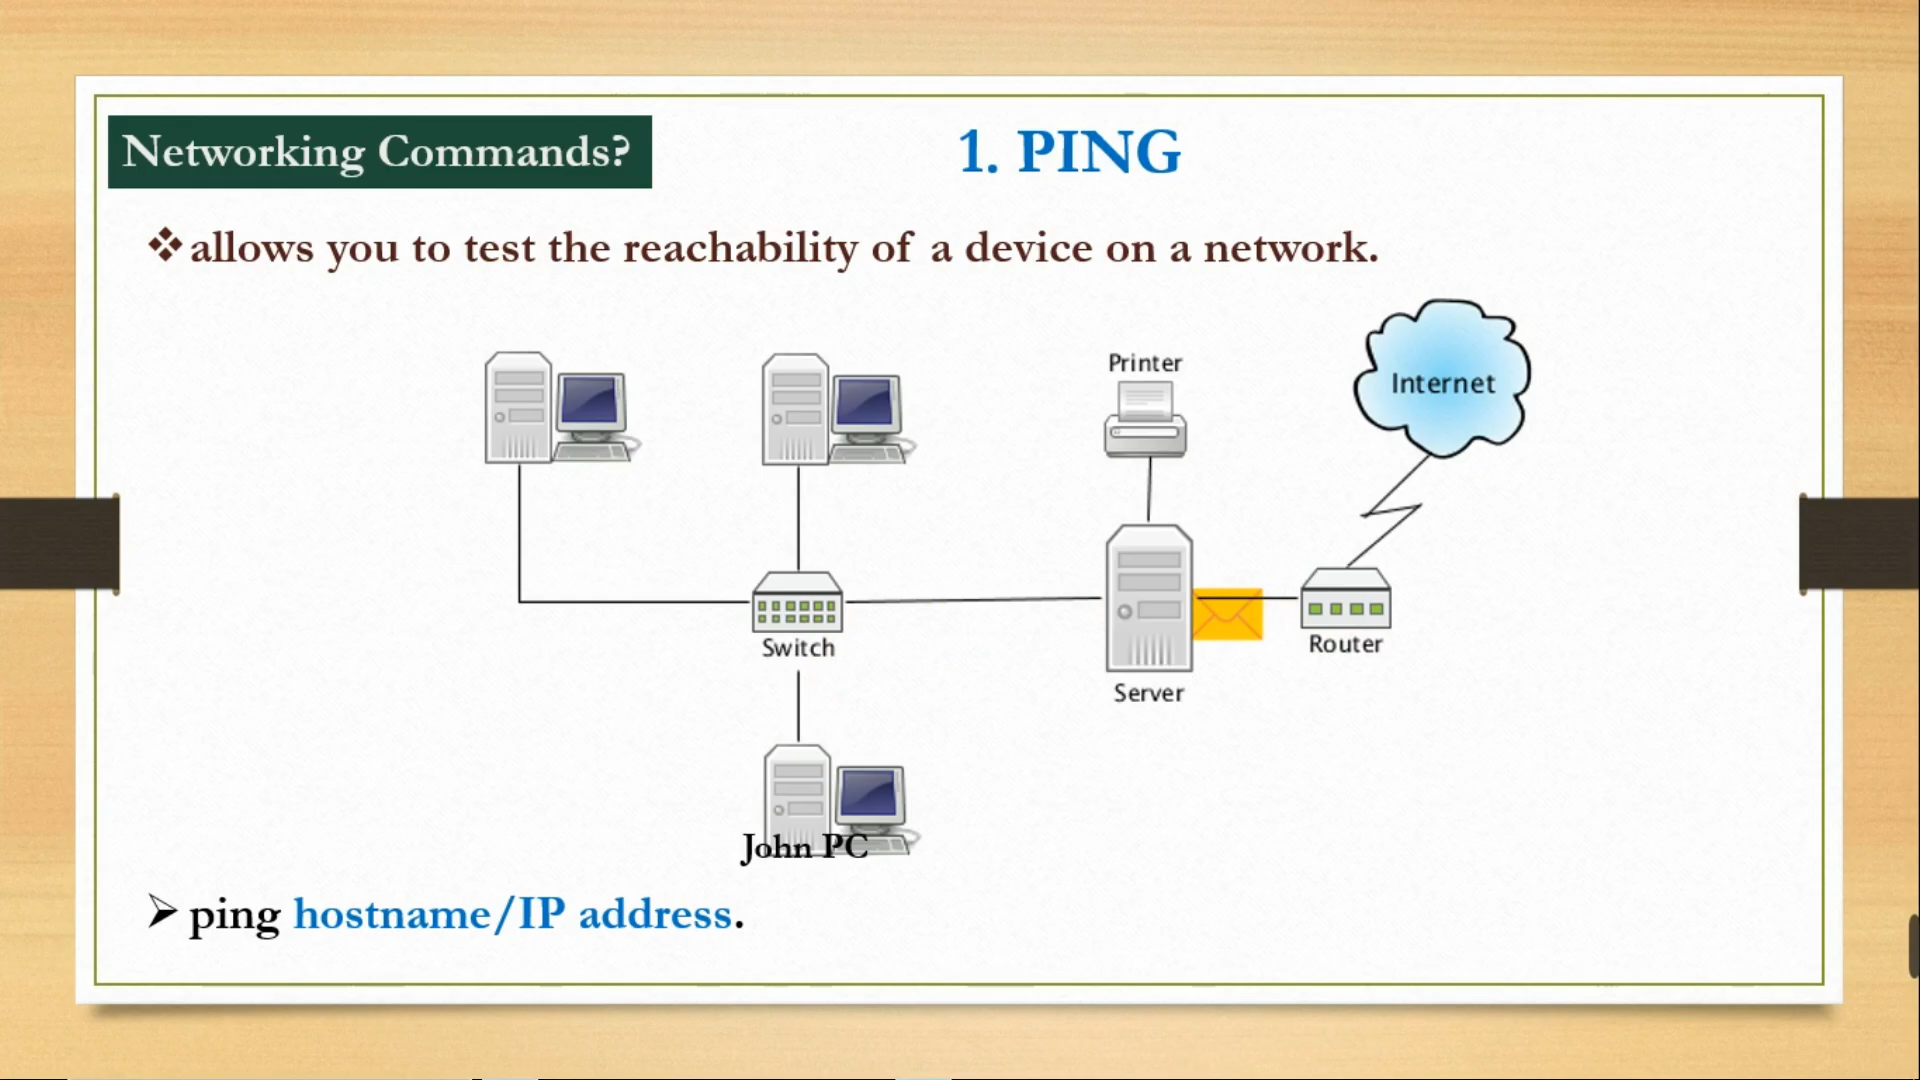 Networking Commands?
1. PING
❖allows you to test the reachability of a device on a network.
Printer
Internet
Switch
Router
Server
John PC
➢ ping hostname/IP address.